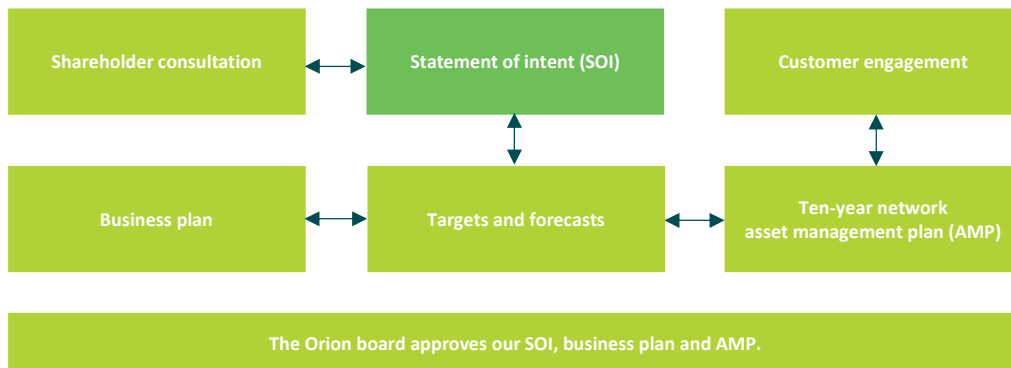 Shareholder consultation
Statement of intent (SOI)
Customer engagement
Business plan
Targets and forecasts
Ten-year network
asset management plan (AMP)
The Orion board approves our SOI, business plan and AMP.